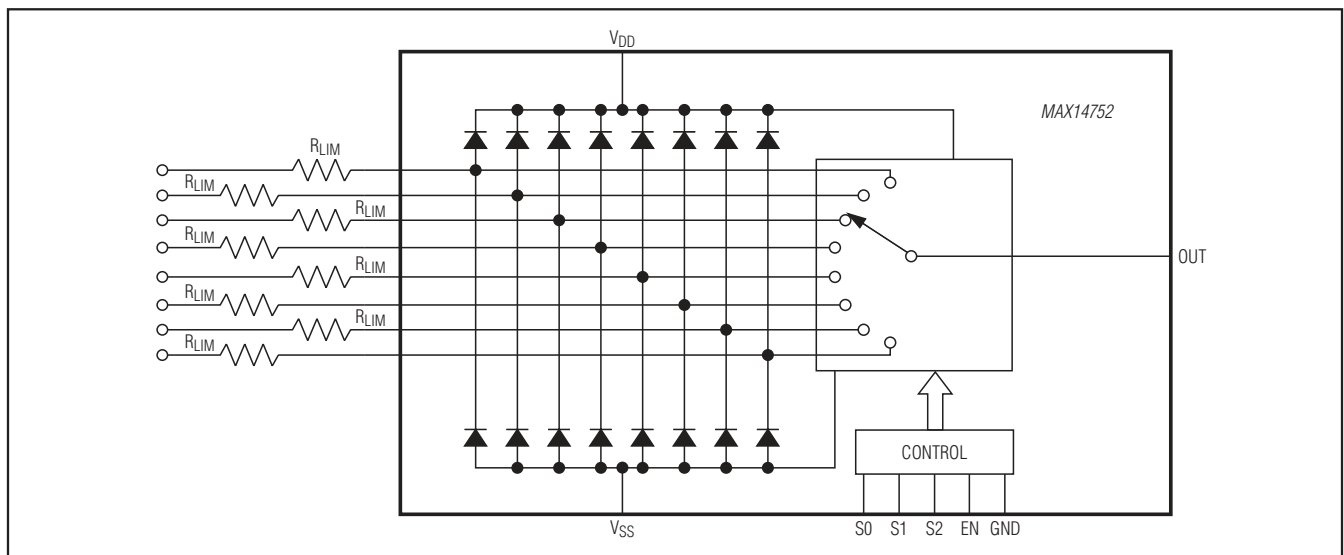 VDD
MAX14752
RLIM
RLIM
RLIM
RLIM
RLIM
RLIM
RLIM
RLIM
OUT
CONTROL
VSS
S0 S1 S2 EN GND